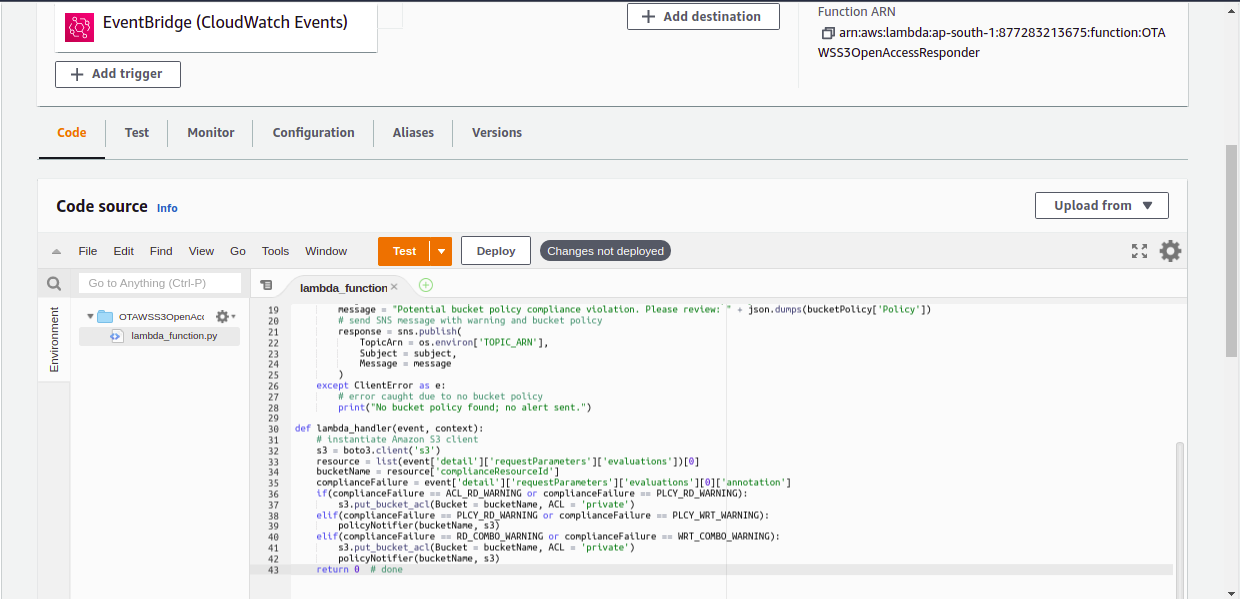 EventBridge (CloudWatch Events)
Add trigger
Add destination
Function ARN
arn:aws:lambda:ap-south-1:877283213675:function:OTA
WSS3OpenAccessResponder
Code Test Monitor Configuration Aliases Versions
Code source Info
Upload from
File Edit Find View Go Tools Window Test Deploy Changes not deployed
Go to Anything (Ctrl-P)
lambda_function
Environment
OTAWSS3OpenAcc
lambda_function.py
19 message = "Potential bucket policy compliance violation. Please review: " + json.dumps(bucketPolicy['Policy'])
20 # send SNS message with warning and bucket policy
21 response = sns.publish(
22 TopicArn = os.environ['TOPIC_ARN'],
23 Subject = subject,
24 Message = message
25 )
26 except ClientError as e:
27 # error caught due to no bucket policy
28 print("No bucket policy found; no alert sent.")
29
30 def lambda_handler(event, context):
31 # instantiate Amazon S3 client
32 s3 = boto3.client('s3')
33 resource = list(event['detail']['requestParameters']['evaluations'])[0]
34 bucketName = resource['complianceResourceId']
35 complianceFailure = event['detail']['requestParameters']['evaluations'][0]['annotation']
36 if(complianceFailure == ACL_RD_WARNING or complianceFailure == PLCY_RD_WARNING):
37 s3.put_bucket_acl(Bucket = bucketName, ACL = 'private')
38 elif(complianceFailure == PLCY_RD_WARNING or complianceFailure == PLCY_WRT_WARNING):
39 policyNotifier(bucketName, s3)
40 elif(complianceFailure == RD_COMBO_WARNING or complianceFailure == WRT_COMBO_WARNING):
41 s3.put_bucket_acl(Bucket = bucketName, ACL = 'private')
42 policyNotifier(bucketName, s3)
43 return 0 # done